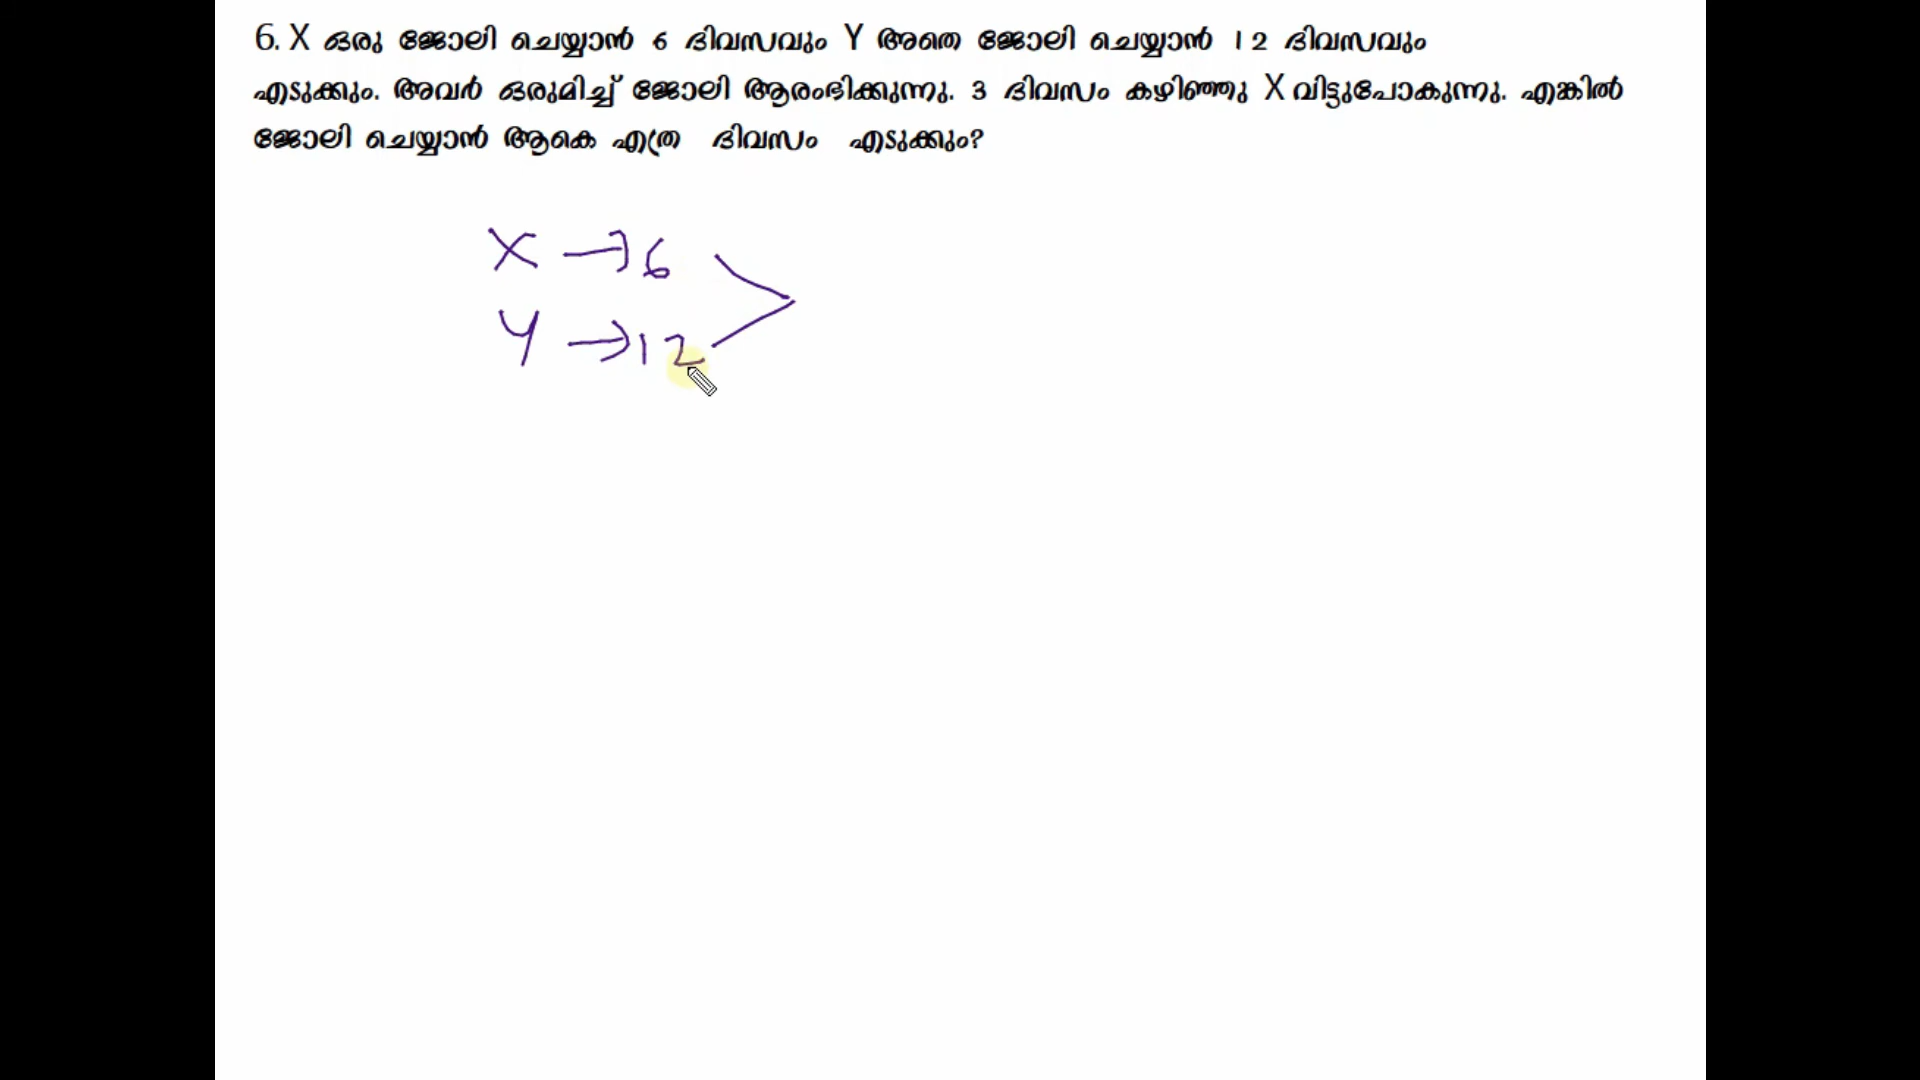 6. X ഒരു ജോലി ചെയ്യാൻ 6 ദിവസവും Y അതെ ജോലി ചെയ്യാൻ 12 ദിവസവും
എടുക്കും. അവർ ഒരുമിച്ച് ജോലി ആരംഭിക്കുന്നു. 3 ദിവസം കഴിഞ്ഞു X വിട്ടുപോകുന്നു. എങ്കിൽ
ജോലി ചെയ്യാൻ ആകെ എത്ര ദിവസം എടുക്കും?
X → 6
Y → 12